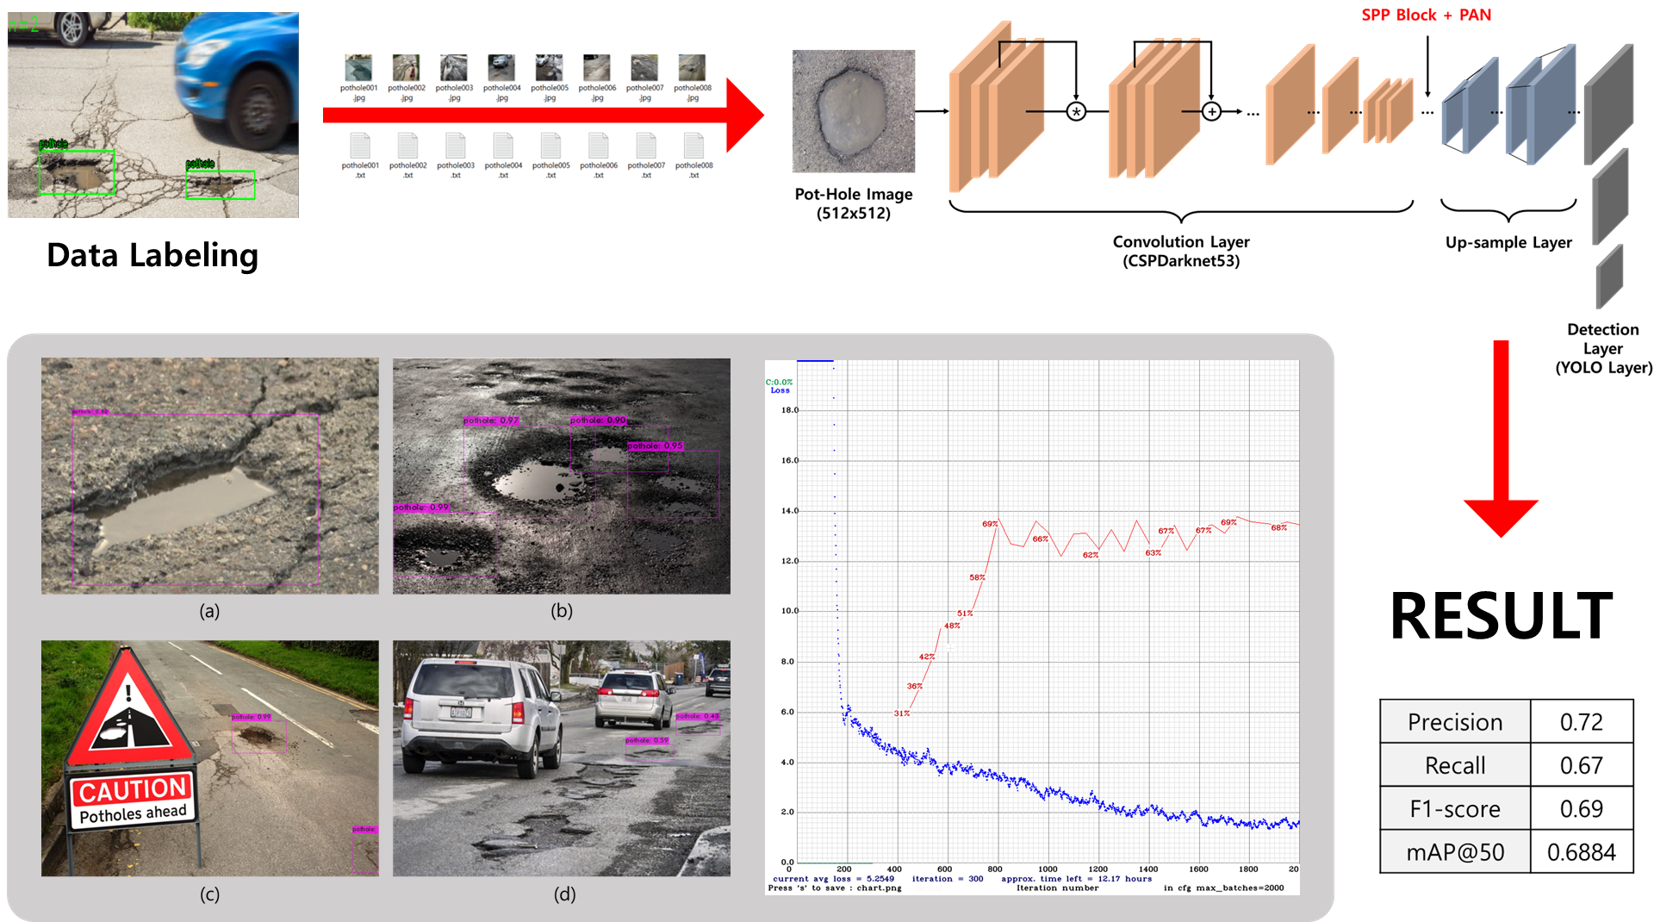 n=2
pothole
pothole
Data Labeling
pothole001
.jpg
pothole002
.jpg
pothole003
.jpg
pothole004
.jpg
pothole005
.jpg
pothole006
.jpg
pothole007
.jpg
pothole008
.jpg
pothole001
.txt
pothole002
.txt
pothole003
.txt
pothole004
.txt
pothole005
.txt
pothole006
.txt
pothole007
.txt
pothole008
.txt
Pot-Hole Image
(512x512)
SPP Block + PAN
*
+
...
...
...
...
...
...
Convolution Layer
(CSPDarknet53)
Up-sample Layer
Detection
Layer
(YOLO Layer)
(a)
pothole: 0.97
pothole: 0.90
pothole: 0.95
pothole: 0.99
(b)
!
CAUTION
Potholes ahead
pothole: 0.99
pothole:
(c)
pothole: 0.43
pothole: 0.59
(d)
C:0.0%
Loss
18.0
16.0
14.0
12.0
10.0
8.0
6.0
4.0
2.0
0.0
31%
36%
42%
48%
51%
58%
69%
66%
62%
63%
67%
67%
69%
68%
200
400
600
800
1000
1200
1400
1600
1800
20
current avg loss = 5.2549 iteration = 300 approx. time left = 12.17 hours
Press 's' to save : chart.png Iteration number in cfg max_batches=2000
RESULT
Precision 0.72
Recall 0.67
F1-score 0.69
mAP@50 0.6884